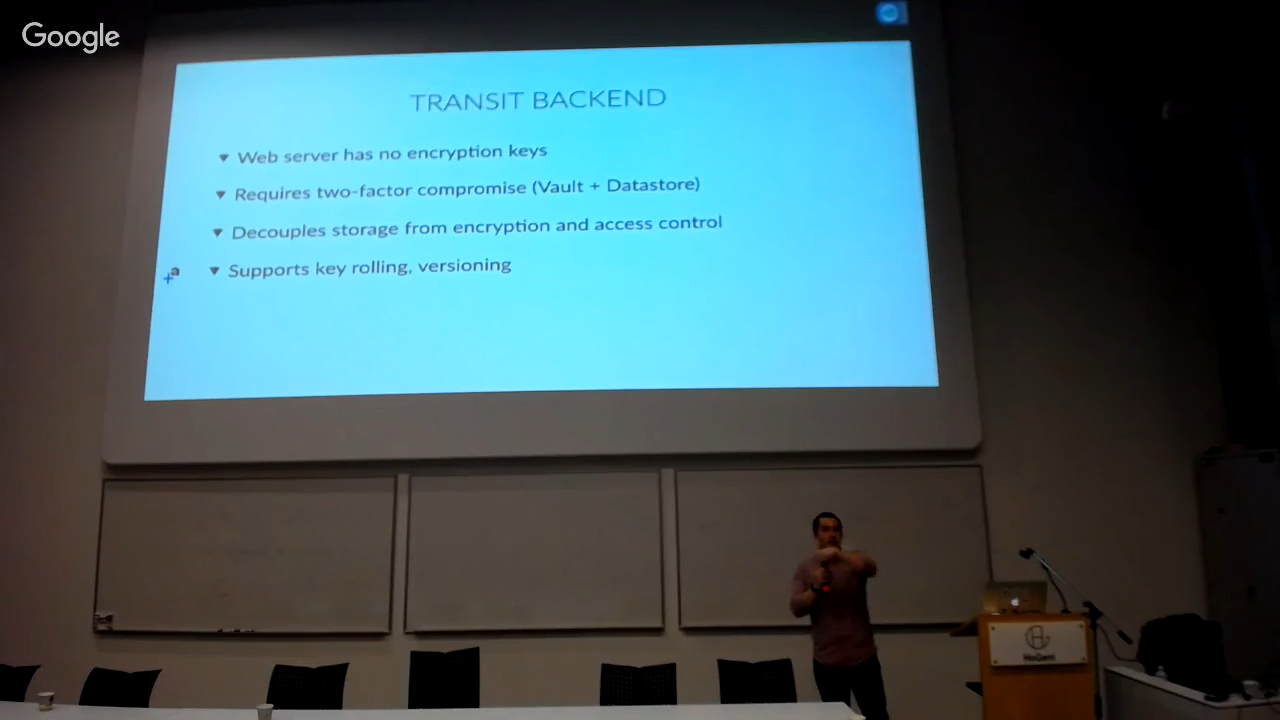 Google
TRANSIT BACKEND
Web server has no encryption keys
Requires two-factor compromise (Vault + Datastore)
Decouples storage from encryption and access control
Supports key rolling, versioning
a
HoGent